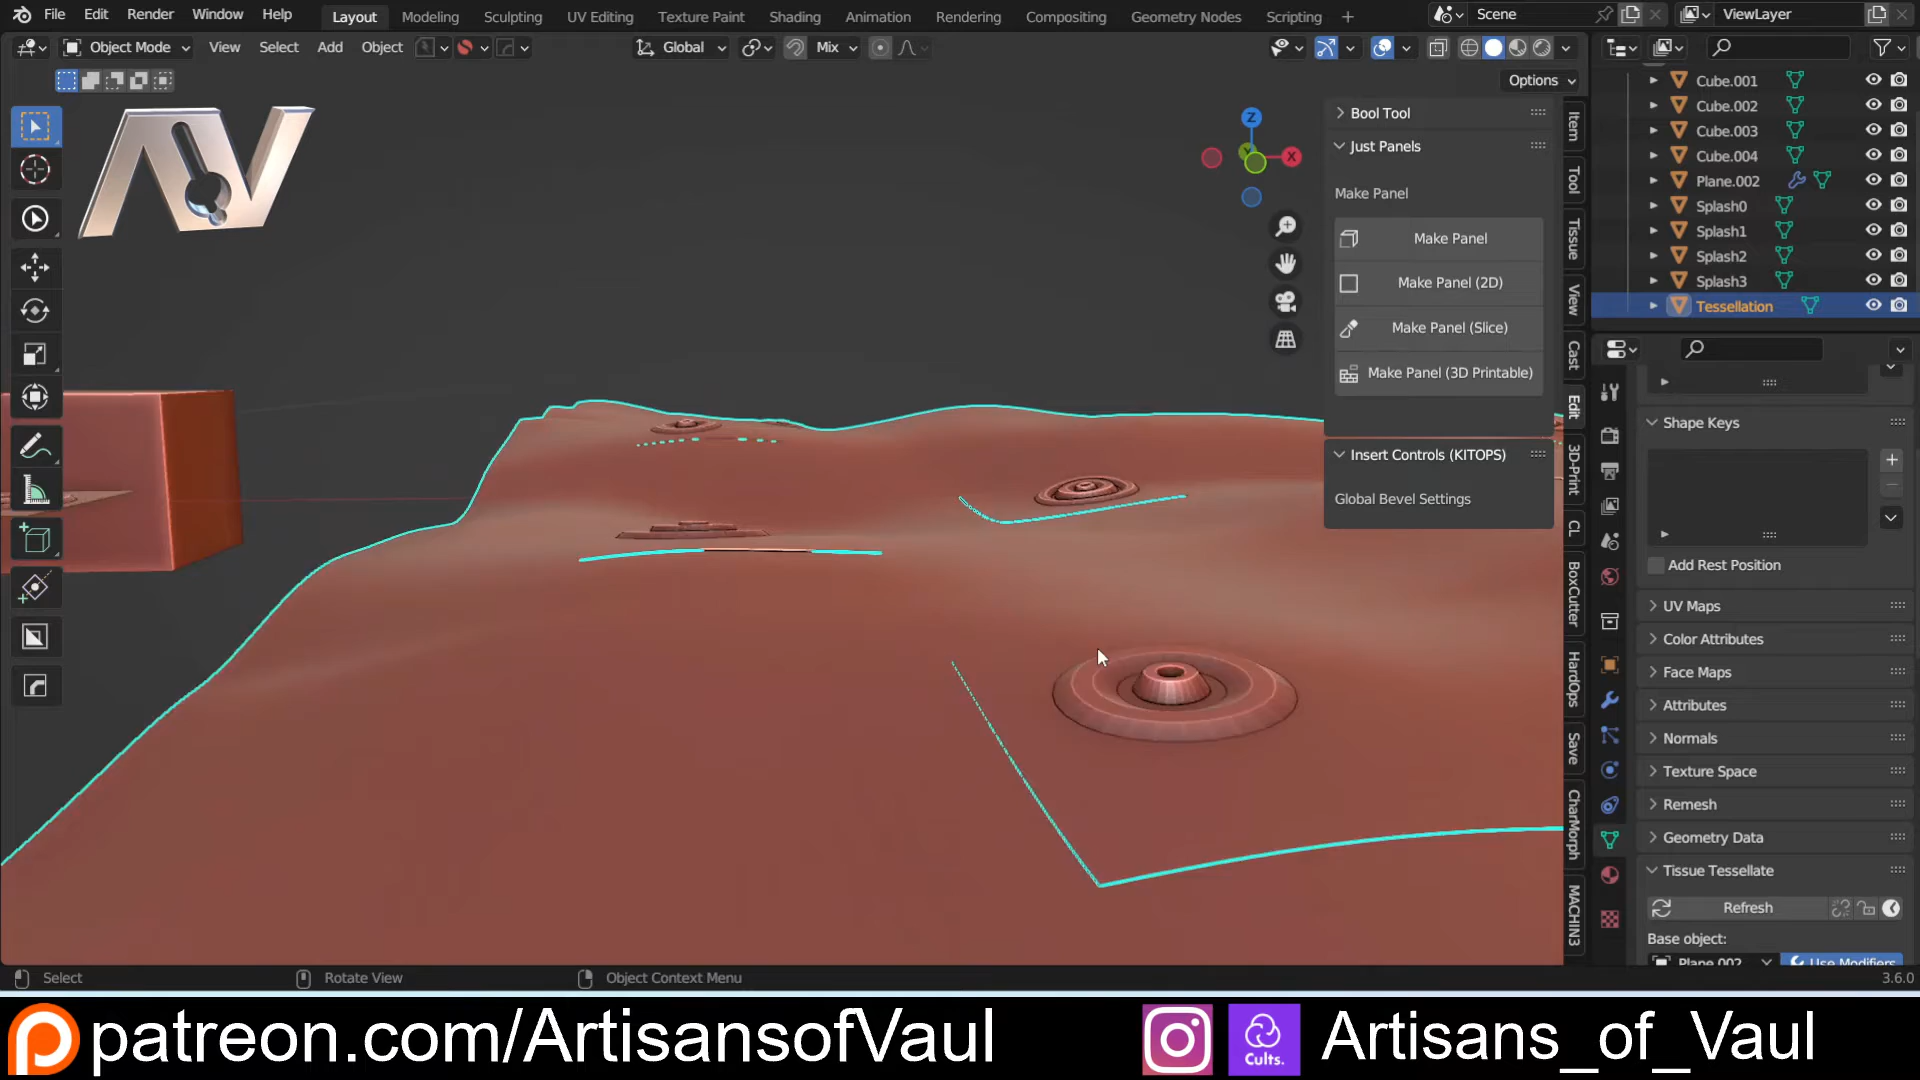 File Edit Render Window Help Layout Modeling Sculpting UV Editing Texture Paint Shading Animation Rendering Compositing Geometry Nodes Scripting Scene ViewLayer
Object Mode View Select Add Object Global Mix
Options
AV
Z
X
Y
Bool Tool
Just Panels
Make Panel
Make Panel
Make Panel (2D)
Make Panel (Slice)
Make Panel (3D Printable)
Insert Controls (KITOPS)
Global Bevel Settings
Item
Tool
Tissue
View
Cast
Edit
3D-Print
CL
BoxCutter
HardOps
Save
CharMorph
MACHIN3
Cube.001
Cube.002
Cube.003
Cube.004
Plane.002
Splash0
Splash1
Splash2
Splash3
Tessellation
Shape Keys
Add Rest Position
UV Maps
Color Attributes
Face Maps
Attributes
Normals
Texture Space
Remesh
Geometry Data
Tissue Tessellate
Refresh
Base object:
Plane.002 Use Modifiers
Select Rotate View Object Context Menu 3.6.0
patreon.com/ArtisansofVaul Cults. Artisans_of_Vaul